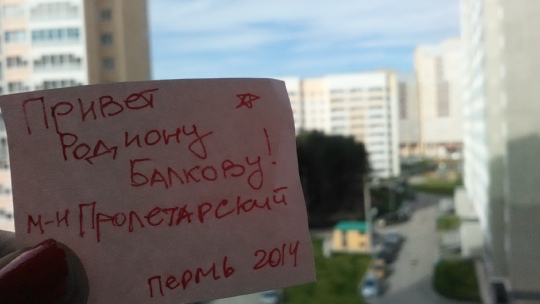 Привет
Родиону
Балкову!
м-н Пролетарский
Пермь 2014